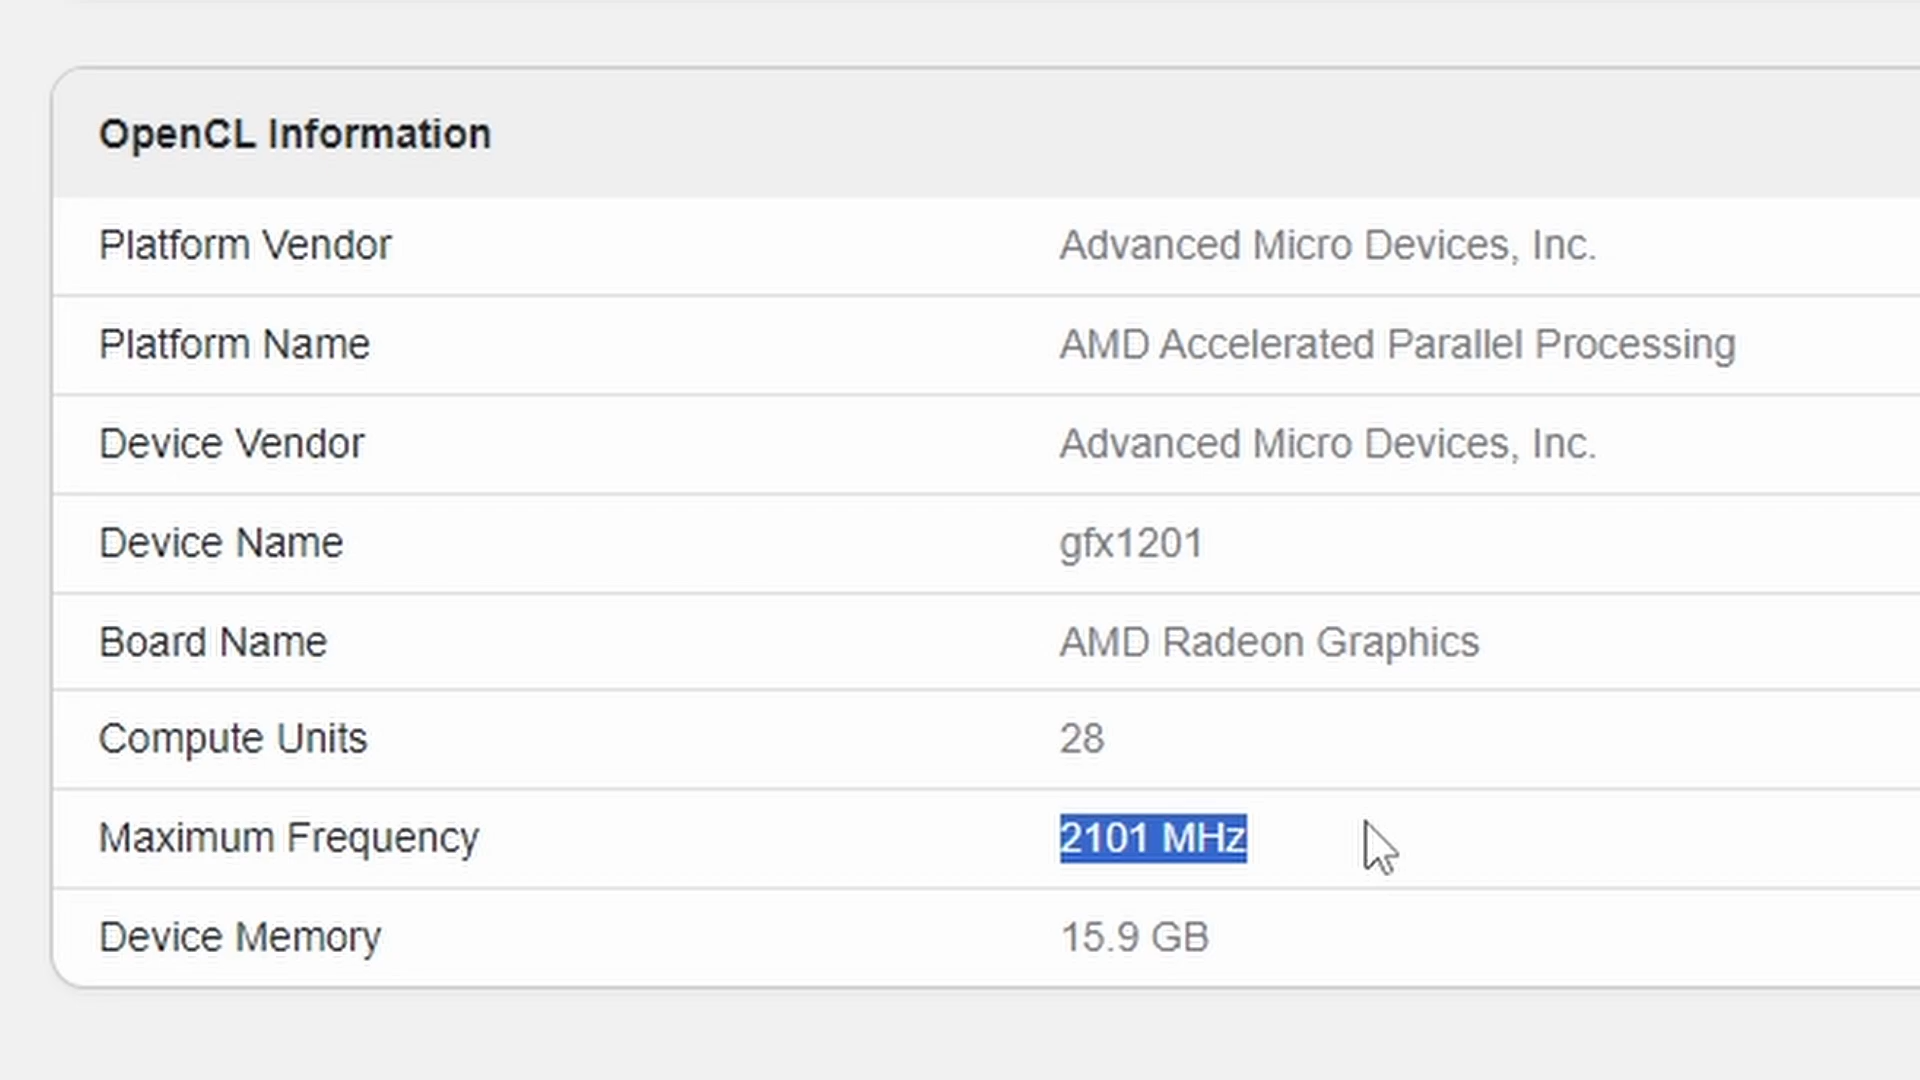 OpenCL Information
Platform Vendor Advanced Micro Devices, Inc.
Platform Name AMD Accelerated Parallel Processing
Device Vendor Advanced Micro Devices, Inc.
Device Name gfx1201
Board Name AMD Radeon Graphics
Compute Units 28
Maximum Frequency 2101 MHz
Device Memory 15.9 GB